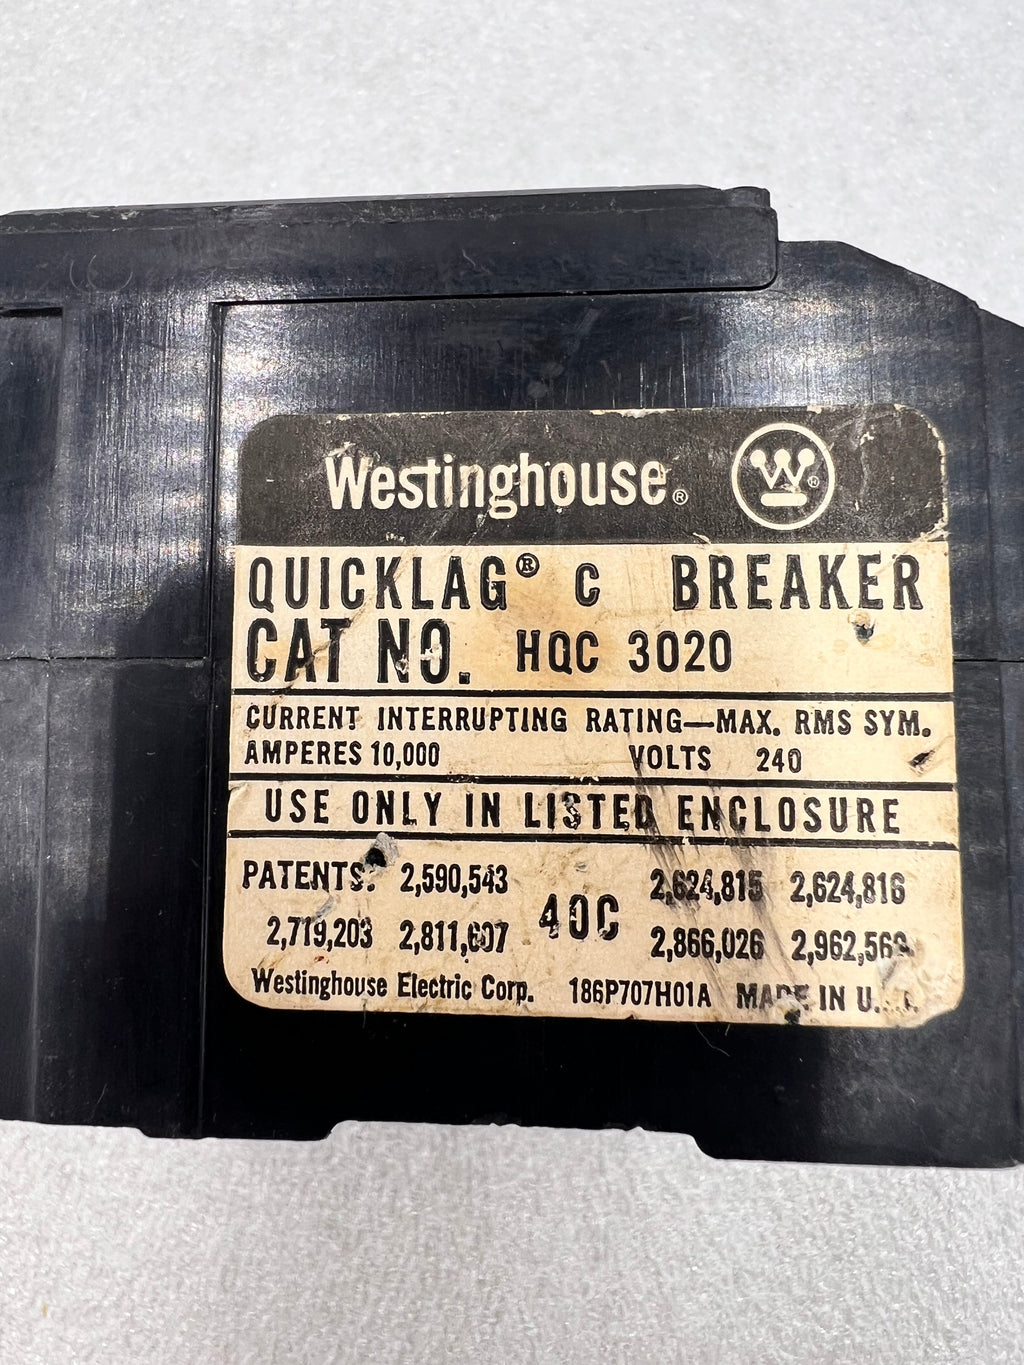 Westinghouse® W®
QUICKLAG® C BREAKER
CAT NO. HQC 3020
CURRENT INTERRUPTING RATING—MAX. RMS SYM.
AMPERES 10,000 VOLTS 240
USE ONLY IN LISTED ENCLOSURE
PATENTS: 2,590,543 2,624,815 2,624,816
40C
2,719,203 2,811,607 2,866,026
Westinghouse Electric Corp. 186P707H01A MADE IN